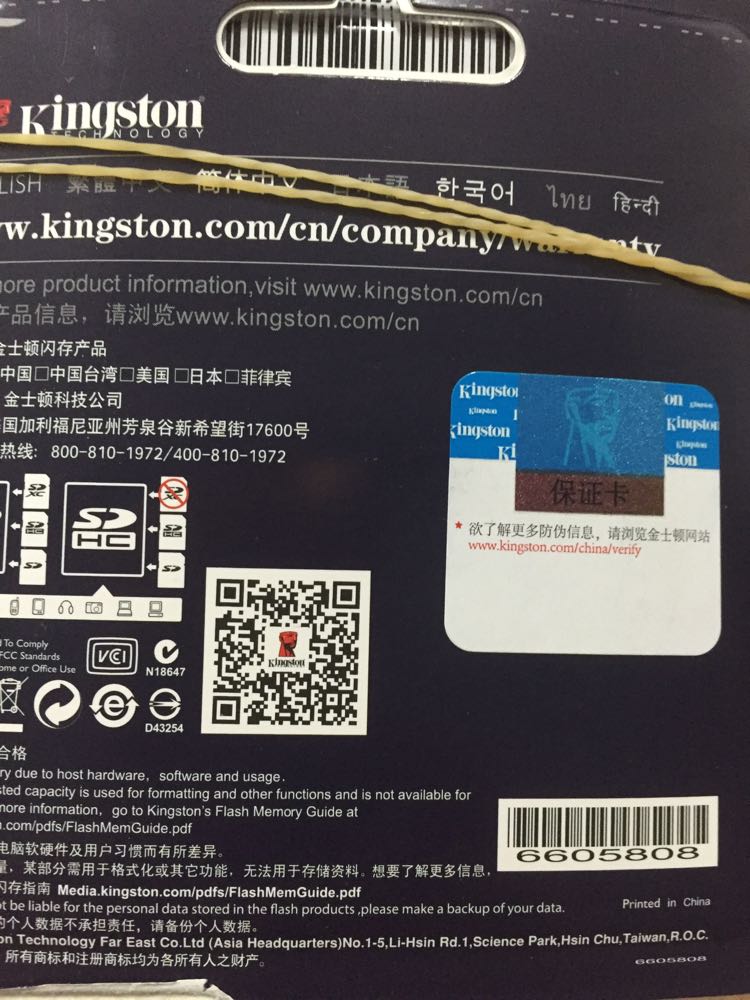 Kingston
TECHNOLOGY
LISH 繁體中文 简体中文 日本語 한국어 ไทย हिन्दी
w.kingston.com/cn/company/warranty
ore product information,visit www.kingston.com/cn
产品信息，请浏览www.kingston.com/cn
金士顿闪存产品
中国□中国台湾□美国 □日本□菲律宾
金士顿科技公司
国加利福尼亚州芳泉谷新希望街17600号
热线: 800-810-1972/400-810-1972
Kingston
保证卡
* 欲了解更多防伪信息，请浏览金士顿网站
www.kingston.com/china/verify
SD
XC
SD
HC
Kingston
d To Comply
FCC Standards
ome or Office Use
VCI
N18647
D43254
合格
ry due to host hardware, software and usage.
sted capacity is used for formatting and other functions and is not available for
more information, go to Kingston's Flash Memory Guide at
n.com/pdfs/FlashMemGuide.pdf
电脑软硬件及用户习惯而有所差异。
量，某部分需用于格式化或其它功能，无法用于存储资料。想要了解更多信息，
闪存指南 Media.kingston.com/pdfs/FlashMemGuide.pdf
ot be liable for the personal data stored in the flash products ,please make a backup of your data.
的个人数据不承担责任，请备份个人数据。
on Technology Far East Co.Ltd (Asia Headquarters)No.1-5,Li-Hsin Rd.1,Science Park,Hsin Chu,Taiwan,R.O.C.
所有商标和注册商标均为各所有人之财产。
6605808
Printed in China
6605808